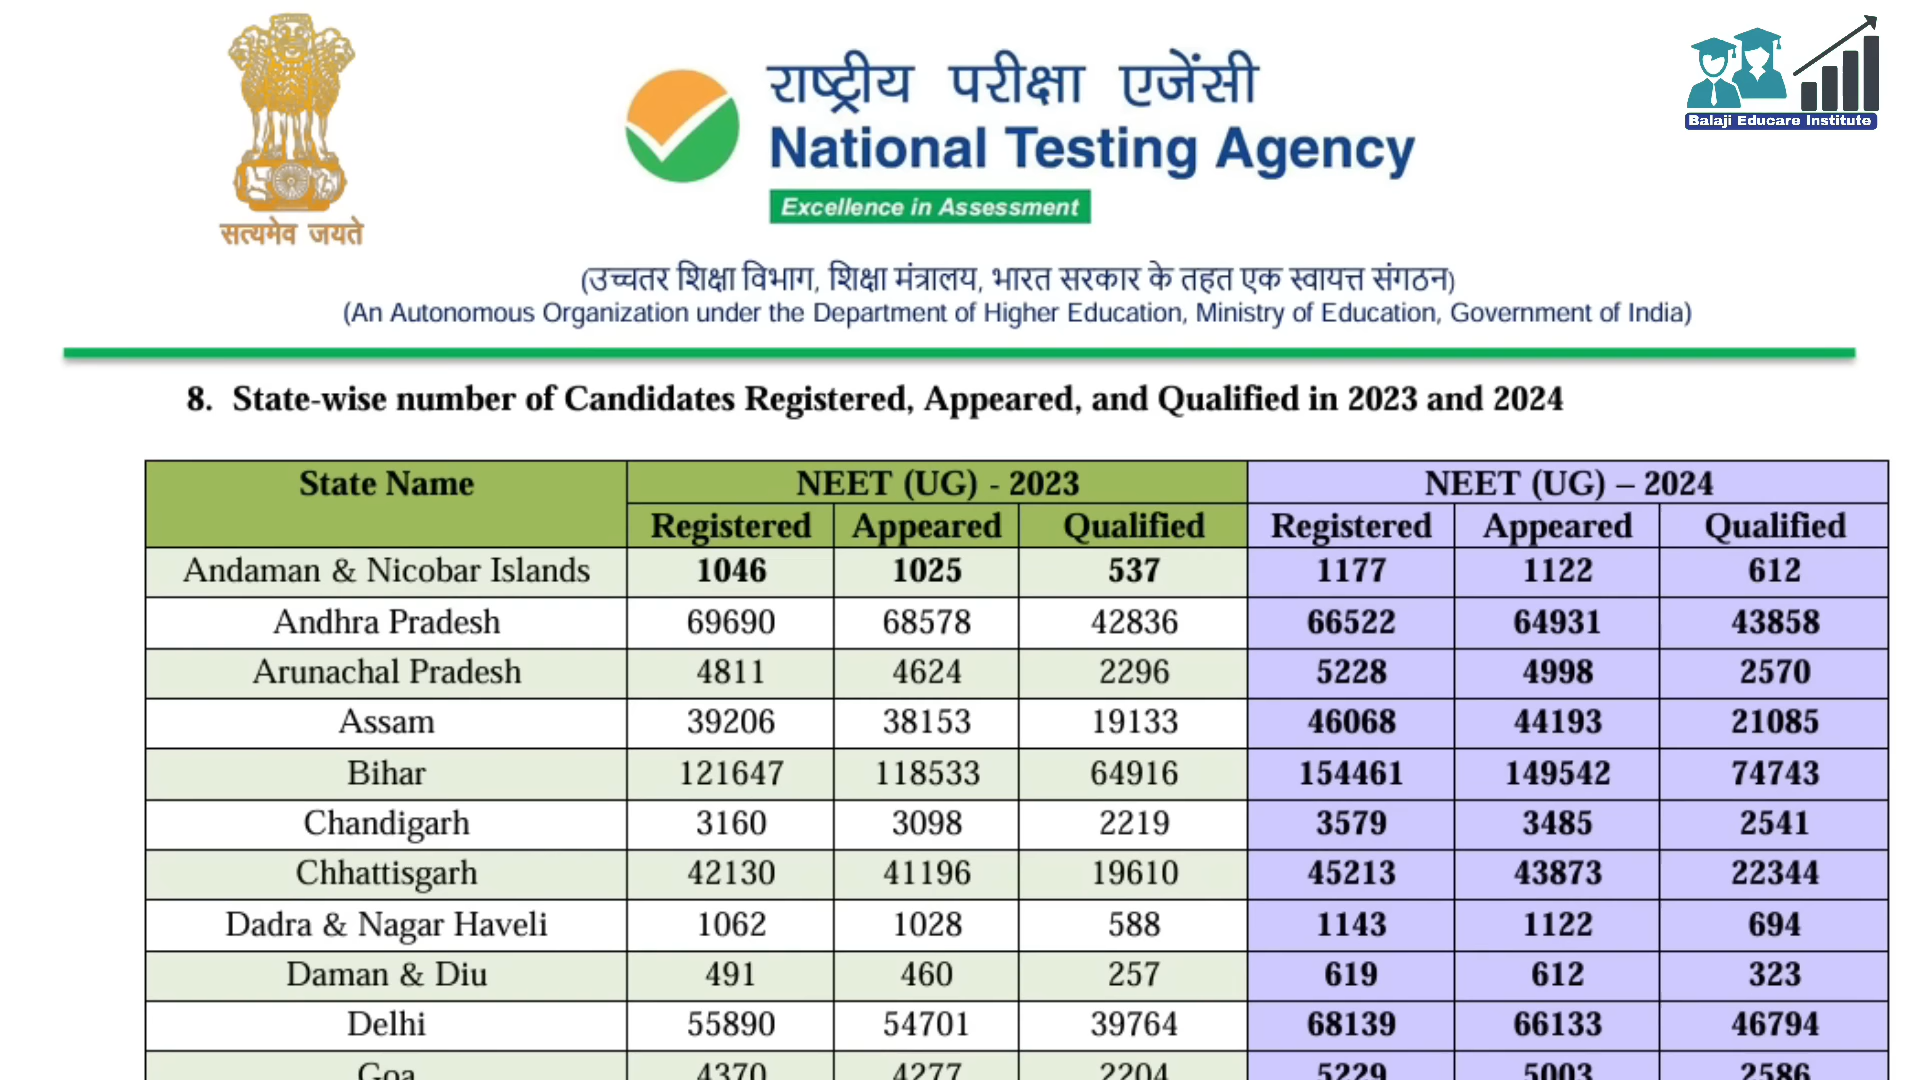 राष्ट्रीय परीक्षा एजेंसी
National Testing Agency
Excellence in Assessment
Balaji Educare Institute
सत्यमेव जयते
(उच्चतर शिक्षा विभाग, शिक्षा मंत्रालय, भारत सरकार के तहत एक स्वायत्त संगठन)
(An Autonomous Organization under the Department of Higher Education, Ministry of Education, Government of India)
8. State-wise number of Candidates Registered, Appeared, and Qualified in 2023 and 2024
State Name NEET (UG) - 2023 NEET (UG) – 2024
Registered Appeared Qualified Registered Appeared Qualified
Andaman & Nicobar Islands 1046 1025 537 1177 1122 612
Andhra Pradesh 69690 68578 42836 66522 64931 43858
Arunachal Pradesh 4811 4624 2296 5228 4998 2570
Assam 39206 38153 19133 46068 44193 21085
Bihar 121647 118533 64916 154461 149542 74743
Chandigarh 3160 3098 2219 3579 3485 2541
Chhattisgarh 42130 41196 19610 45213 43873 22344
Dadra & Nagar Haveli 1062 1028 588 1143 1122 694
Daman & Diu 491 460 257 619 612 323
Delhi 55890 54701 39764 68139 66133 46794
Goa 4370 4277 2204 5229 5003 2586